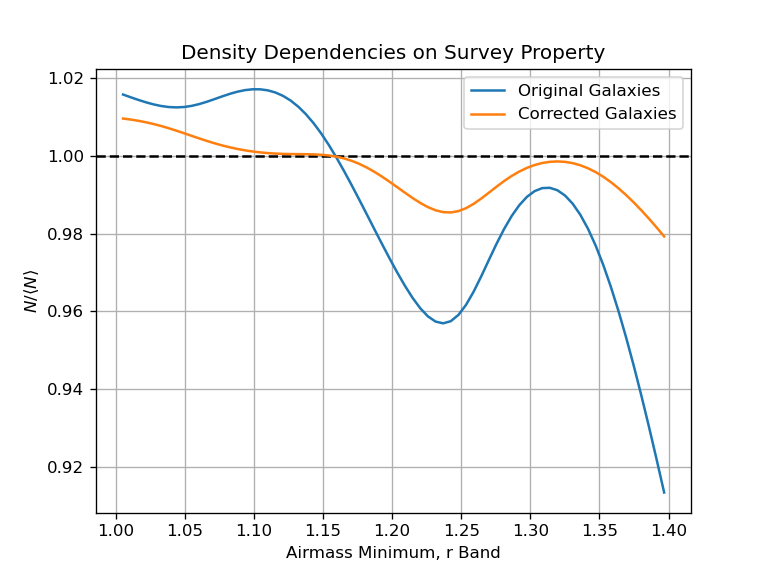 Density Dependencies on Survey Property
Original Galaxies
Corrected Galaxies
1.02
1.00
0.98
0.96
0.94
0.92
N/⟨N⟩
1.00 1.05 1.10 1.15 1.20 1.25 1.30 1.35 1.40
Airmass Minimum, r Band